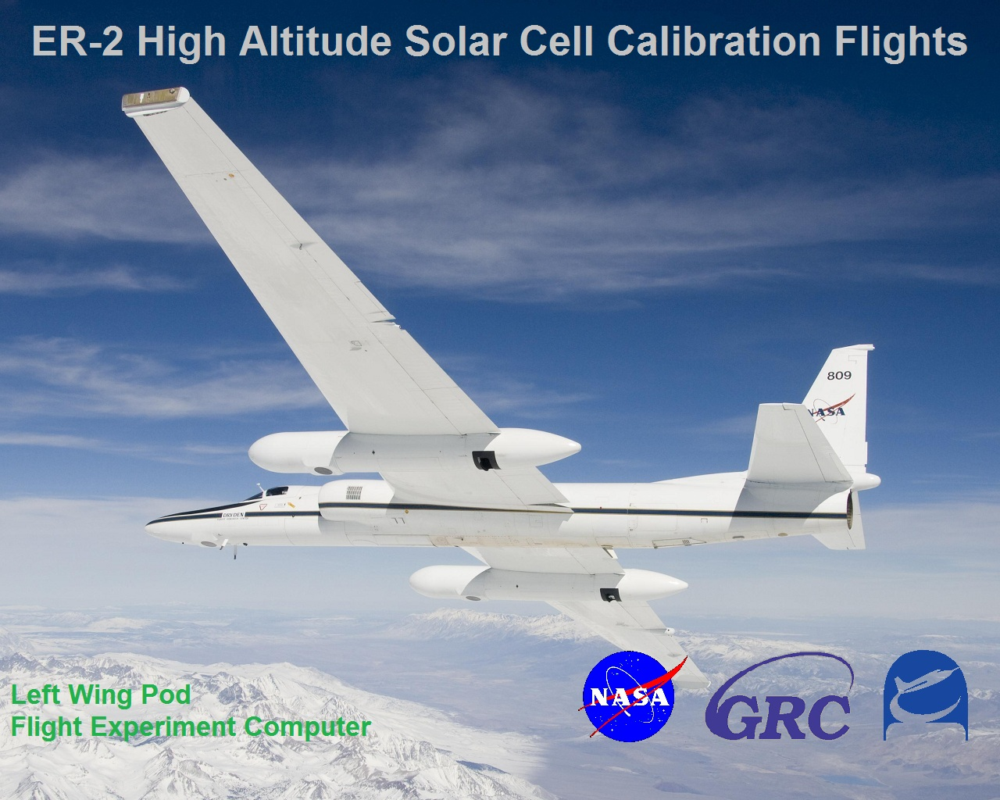 ER-2 High Altitude Solar Cell Calibration Flights
809
NASA
DRYDEN
Left Wing Pod
Flight Experiment Computer
NASA
GRC